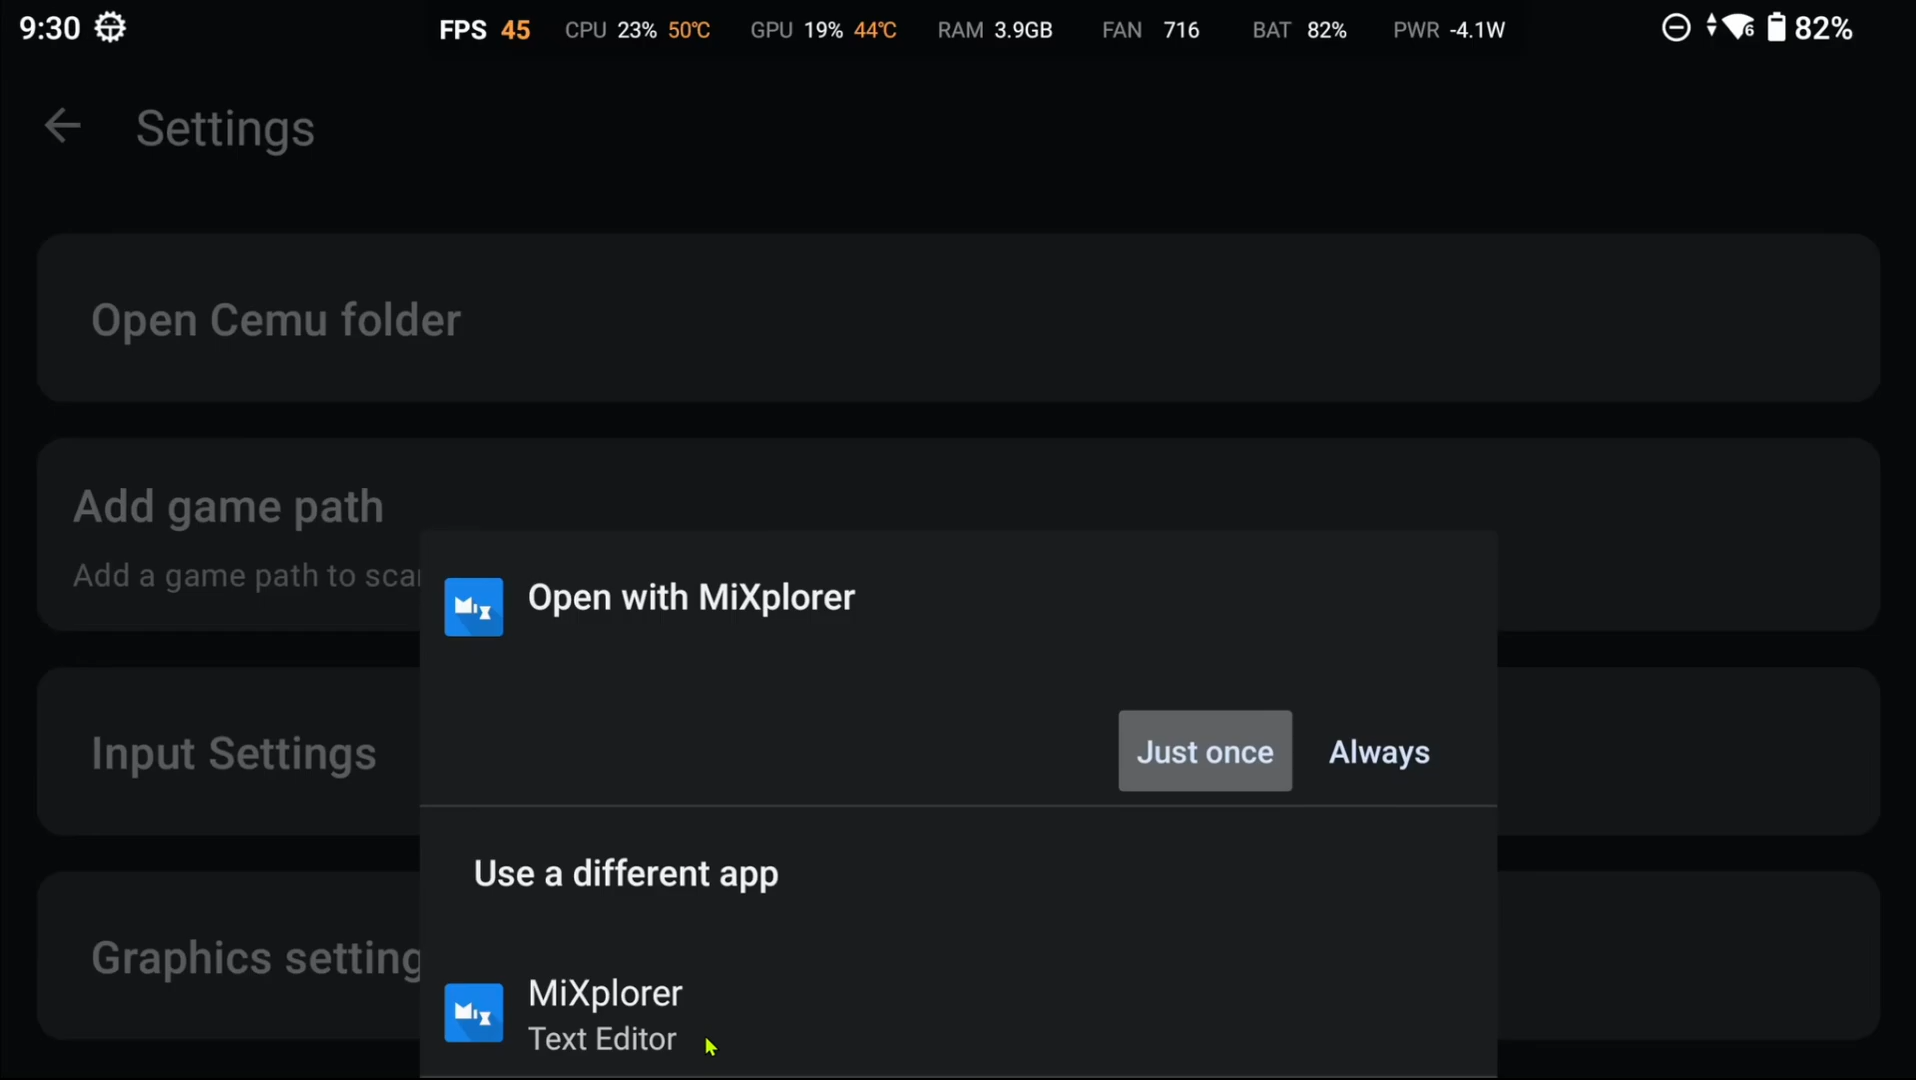 9:30 FPS 45 CPU 23% 50℃ GPU 19% 44℃ RAM 3.9GB FAN 716 BAT 82% PWR -4.1W 6 82%
Settings
Open Cemu folder
Add game path
Add a game path to scan
Open with MiXplorer
Just once Always
Input Settings
Use a different app
Graphics setting
MiXplorer
Text Editor